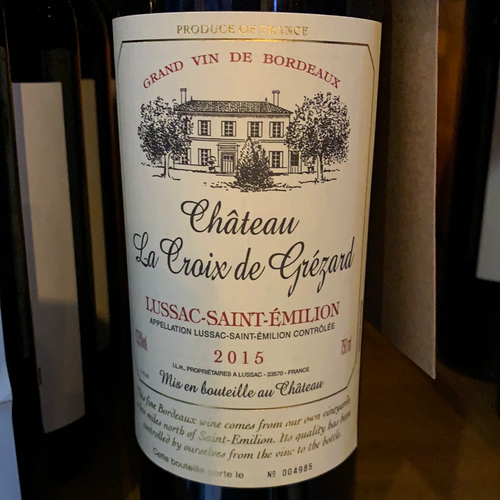 PRODUCE OF FRANCE
GRAND VIN DE BORDEAUX
Château
La Croix de Grézard
LUSSAC-SAINT-ÉMILION
APPELLATION LUSSAC-SAINT-ÉMILION CONTRÔLÉE
2015
750ml
PROPRIÉTAIRES A LUSSAC - 33570 - FRANCE
Mis en bouteille au Château
fine Bordeaux wine comes from our own vineyards
miles north of Saint-Emilion. Its quality has been
controlled by ourselves from the vine to the bottle.
Cette bouteille porte le Nº 004985